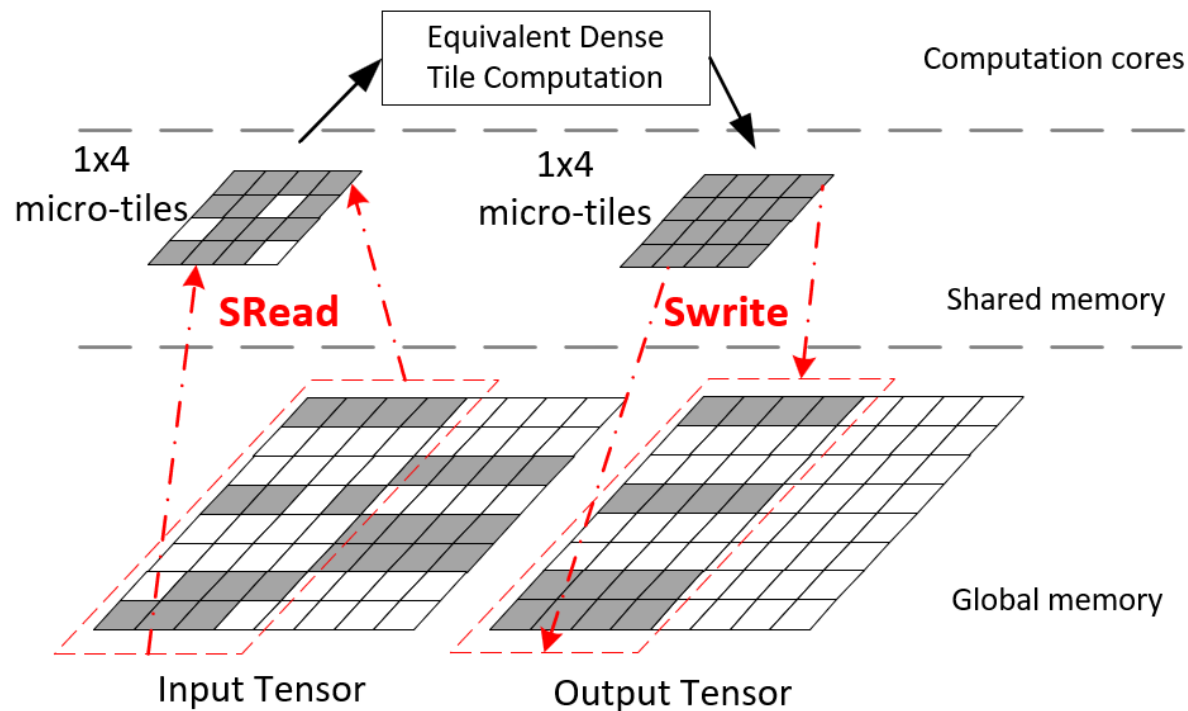 Equivalent Dense
Tile Computation
Computation cores
1x4
micro-tiles
1x4
micro-tiles
SRead
Swrite
Shared memory
Global memory
Input Tensor
Output Tensor